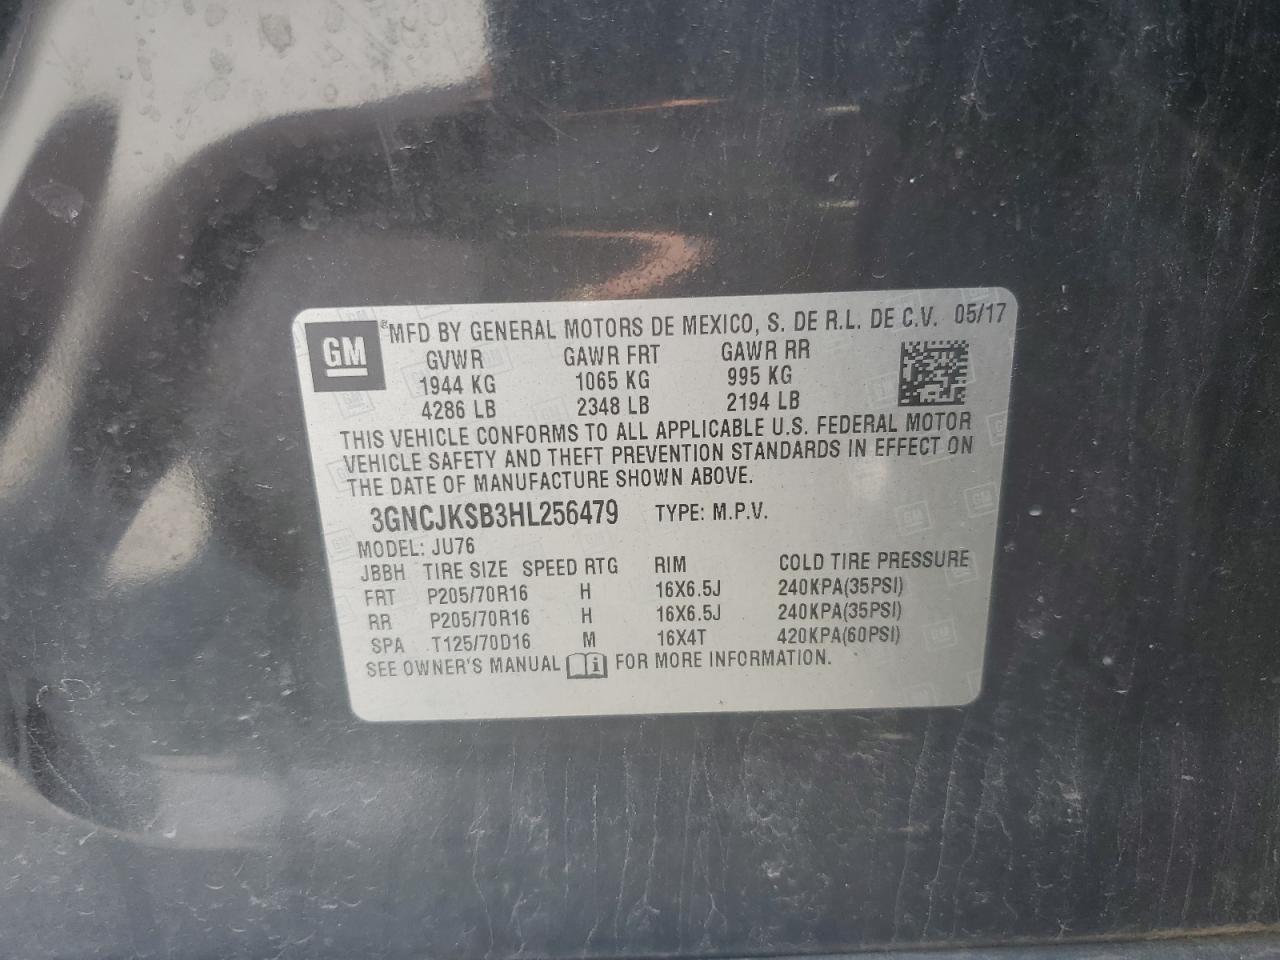 GM ® MFD BY GENERAL MOTORS DE MEXICO, S. DE R.L. DE C.V. 05/17
GVWR GAWR FRT GAWR RR
1944 KG 1065 KG 995 KG
4286 LB 2348 LB 2194 LB
THIS VEHICLE CONFORMS TO ALL APPLICABLE U.S. FEDERAL MOTOR
VEHICLE SAFETY AND THEFT PREVENTION STANDARDS IN EFFECT ON
THE DATE OF MANUFACTURE SHOWN ABOVE.
3GNCJKSB3HL256479 TYPE: M.P.V.
MODEL: JU76
JBBH TIRE SIZE SPEED RTG RIM COLD TIRE PRESSURE
FRT P205/70R16 H 16X6.5J 240KPA(35PSI)
RR P205/70R16 H 16X6.5J 240KPA(35PSI)
SPA T125/70D16 M 16X4T 420KPA(60PSI)
SEE OWNER'S MANUAL i FOR MORE INFORMATION.